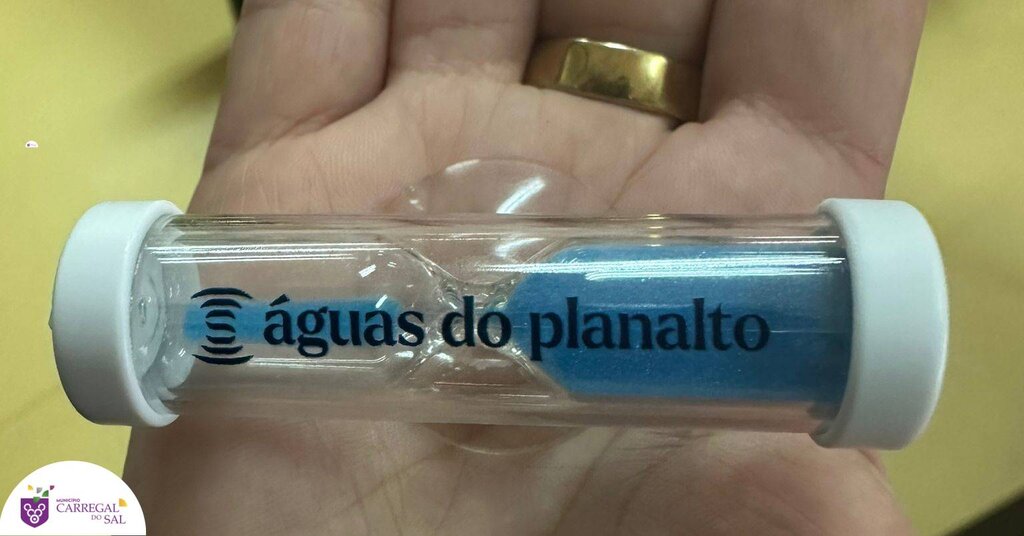 águas do planalto
MUNICÍPIO
CARREGAL
DO SAL